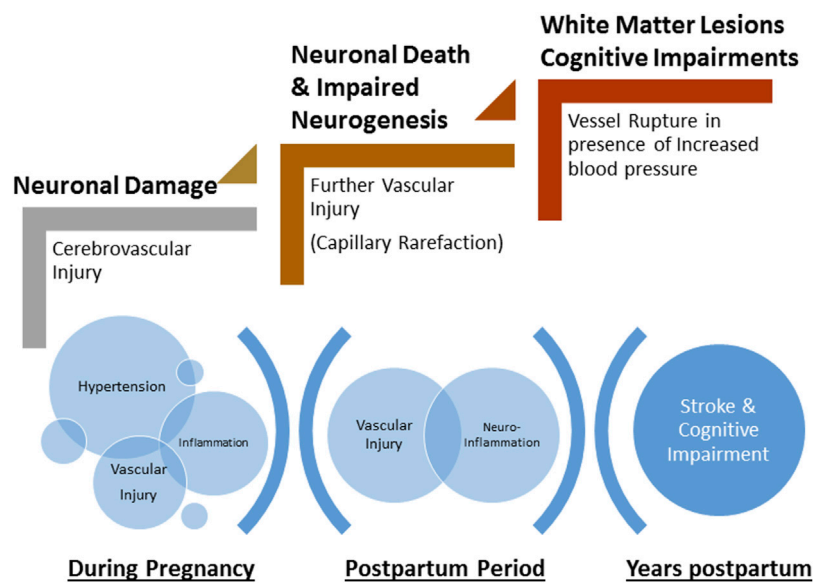 White Matter Lesions
Cognitive Impairments
Vessel Rupture in
presence of Increased
blood pressure
Neuronal Death
& Impaired
Neurogenesis
Further Vascular
Injury
(Capillary Rarefaction)
Neuronal Damage
Cerebrovascular
Injury
Hypertension
Inflammation
Vascular
Injury
Vascular
Injury
Neuro-
Inflammation
Stroke &
Cognitive
Impairment
During Pregnancy
Postpartum Period
Years postpartum